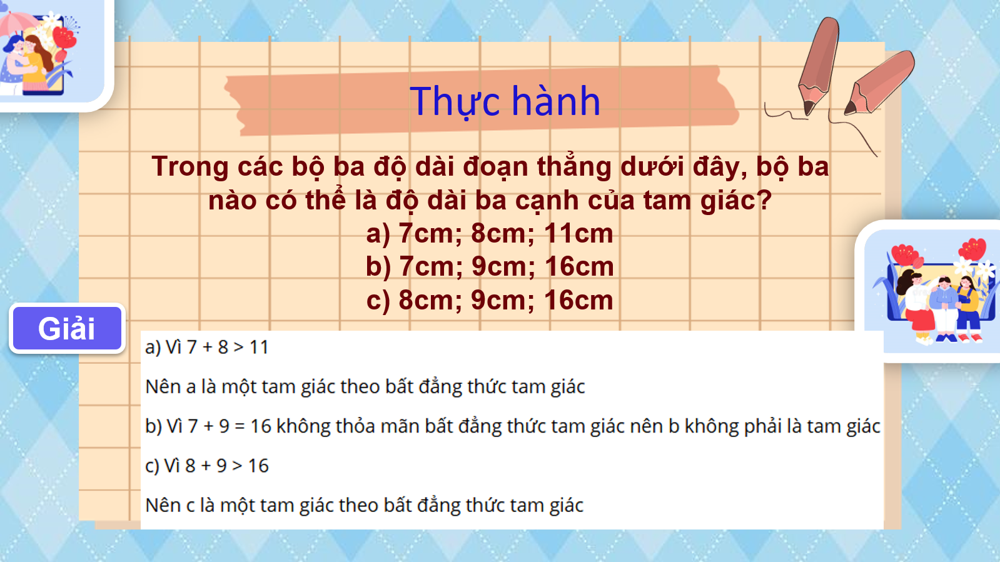 Thực hành
Trong các bộ ba độ dài đoạn thẳng dưới đây, bộ ba
nào có thể là độ dài ba cạnh của tam giác?
a) 7cm; 8cm; 11cm
b) 7cm; 9cm; 16cm
c) 8cm; 9cm; 16cm
Giải
a) Vì 7 + 8 > 11
Nên a là một tam giác theo bất đẳng thức tam giác
b) Vì 7 + 9 = 16 không thỏa mãn bất đẳng thức tam giác nên b không phải là tam giác
c) Vì 8 + 9 > 16
Nên c là một tam giác theo bất đẳng thức tam giác